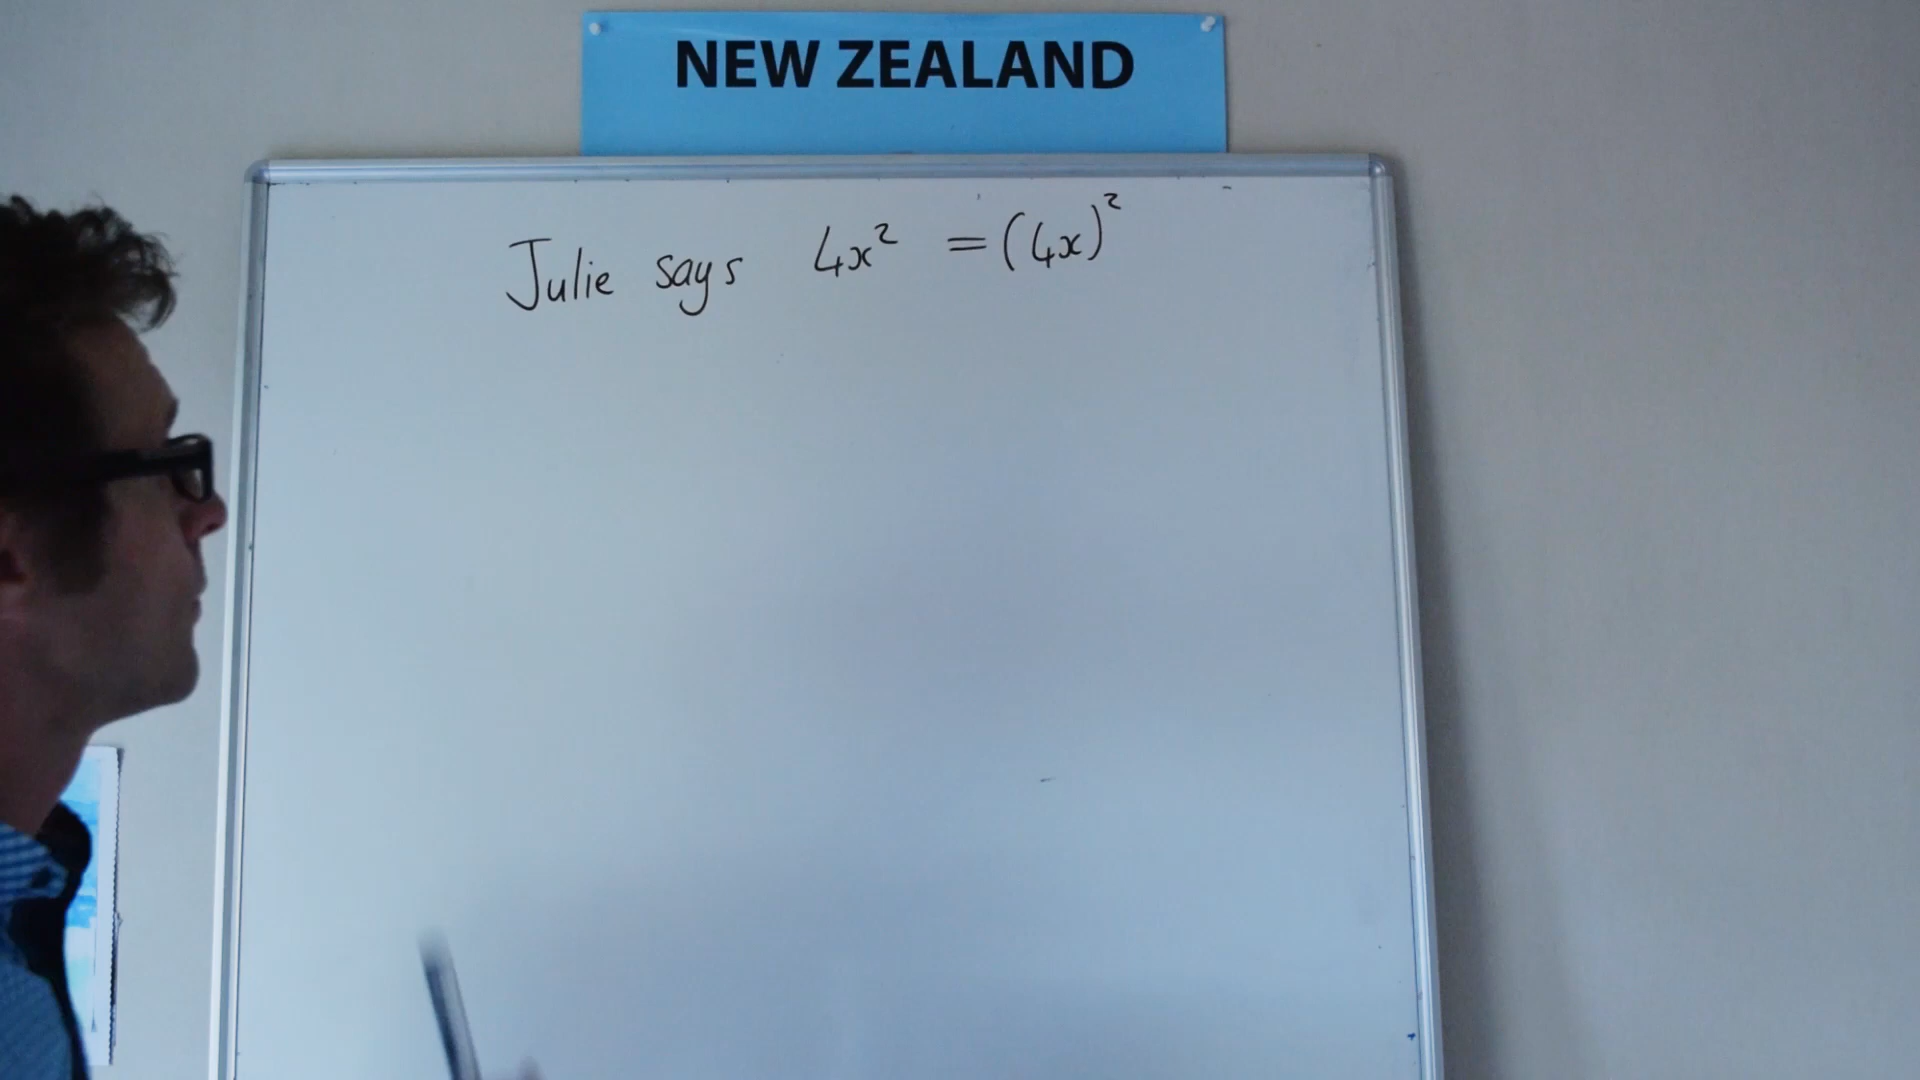 NEW ZEALAND
Julie says 4x² = (4x)²